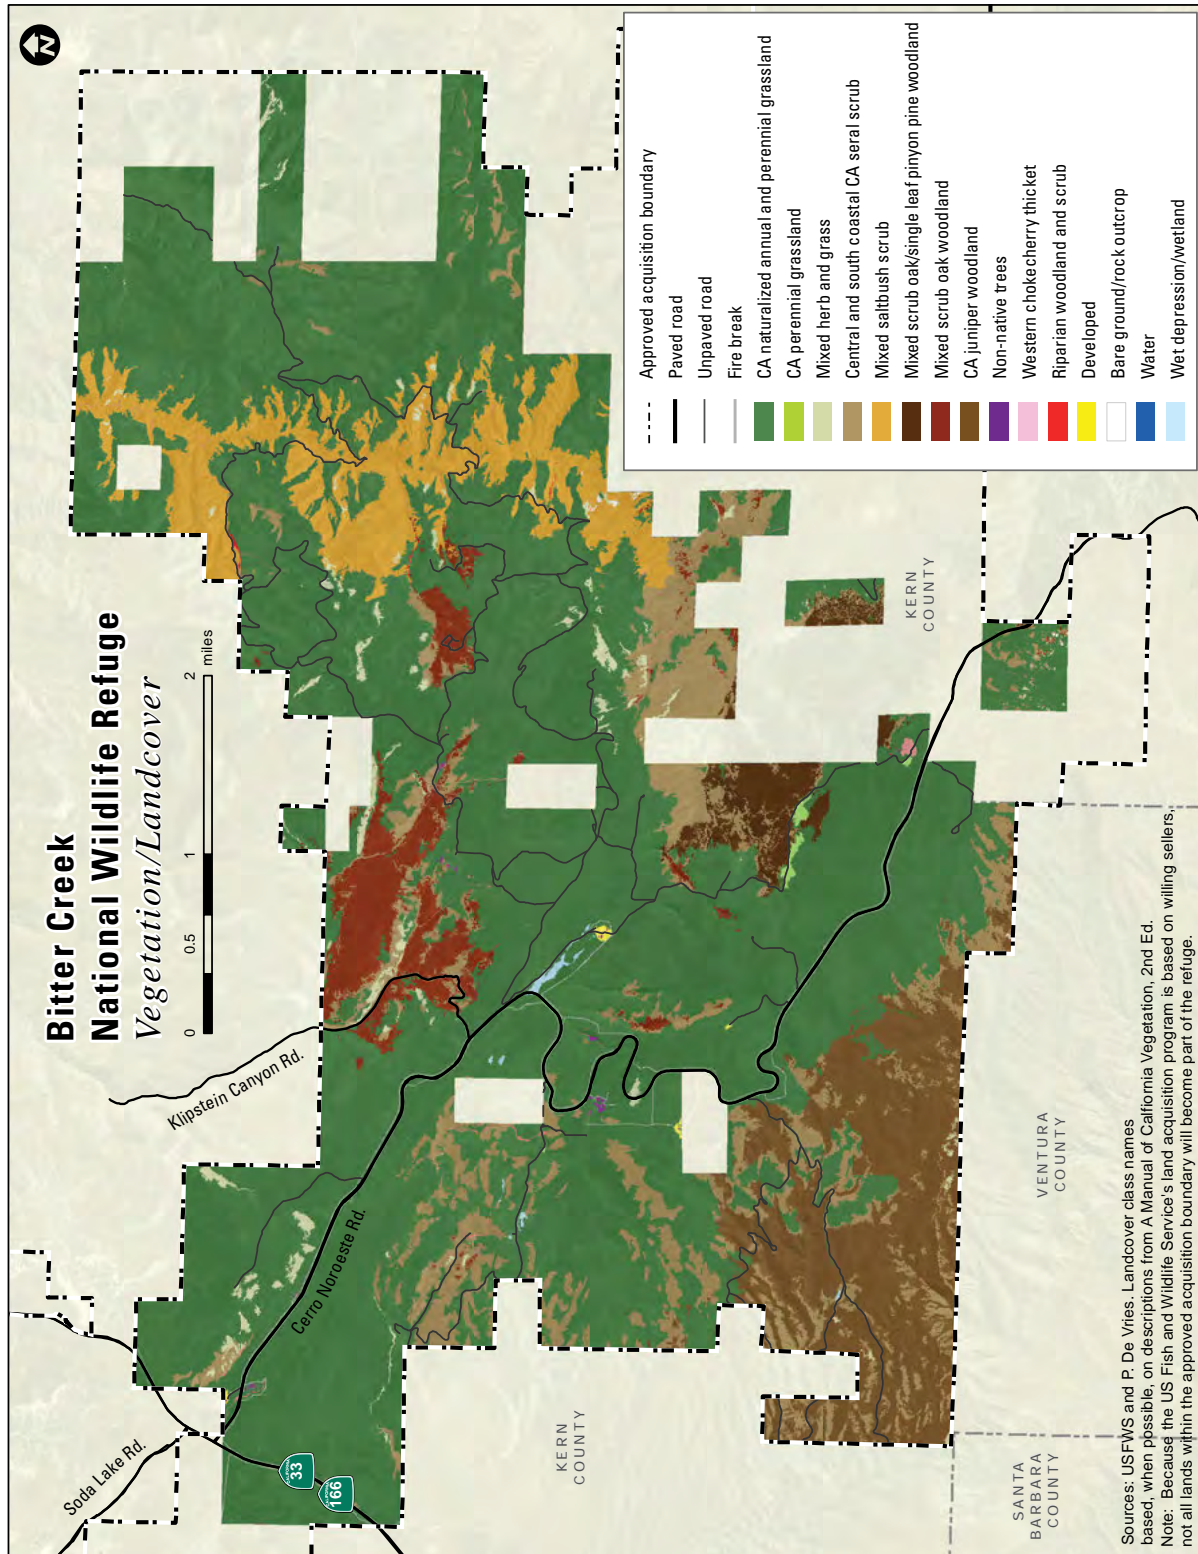 Bitter Creek
National Wildlife Refuge
Vegetation/Landcover
0
0.5
1
2
miles
N
Klipstein Canyon Rd.
Soda Lake Rd.
Cerro Noroeste Rd.
CALIFORNIA
33
CALIFORNIA
166
KERN
COUNTY
KERN
COUNTY
VENTURA
COUNTY
SANTA
BARBARA
COUNTY
Approved acquisition boundary
Paved road
Unpaved road
Fire break
CA naturalized annual and perennial grassland
CA perennial grassland
Mixed herb and grass
Central and south coastal CA seral scrub
Mixed saltbush scrub
Mixed scrub oak/single leaf pinyon pine woodland
Mixed scrub oak woodland
CA juniper woodland
Non-native trees
Western chokecherry thicket
Riparian woodland and scrub
Developed
Bare ground/rock outcrop
Water
Wet depression/wetland
Sources: USFWS and P. De Vries. Landcover class names
based, when possible, on descriptions from A Manual of Calfiornia Vegetation, 2nd Ed.
Note: Because the US Fish and Wildlife Service's land acquisition program is based on willing sellers,
not all lands within the approved acquisition boundary will become part of the refuge.